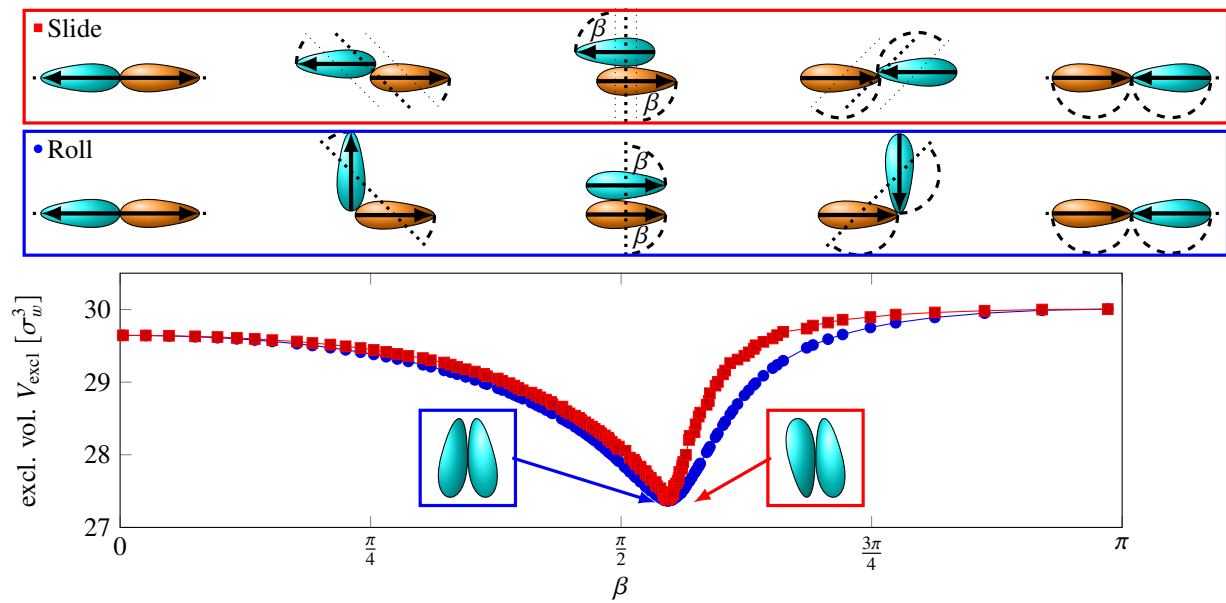 Slide
β
β
Roll
β
β
excl. vol. V_excl [σ_w^3]
30
29
28
27
0
π/4
π/2
3π/4
π
β